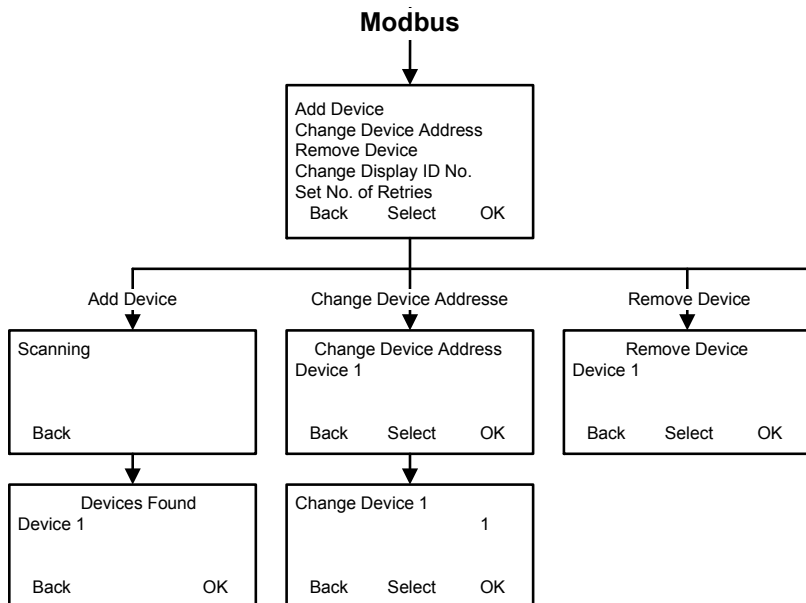 Modbus
Add Device
Change Device Address
Remove Device
Change Display ID No.
Set No. of Retries
Back Select OK
Add Device
Change Device Addresse
Remove Device
Scanning
Back
Change Device Address
Device 1
Back Select OK
Remove Device
Device 1
Back Select OK
Devices Found
Device 1
Back OK
Change Device 1
1
Back Select OK